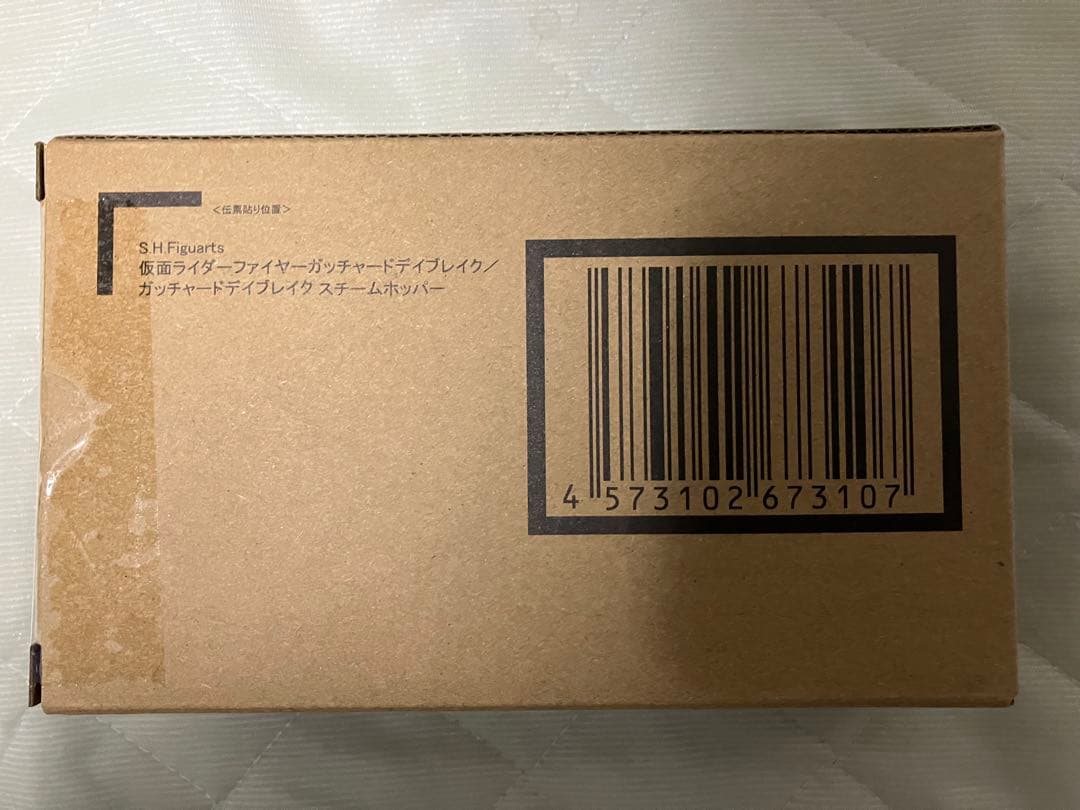 <伝票貼り位置>
S.H.Figuarts
仮面ライダーファイヤーガッチャードデイブレイク/
ガッチャードデイブレイク スチームホッパー
4 573102 673107